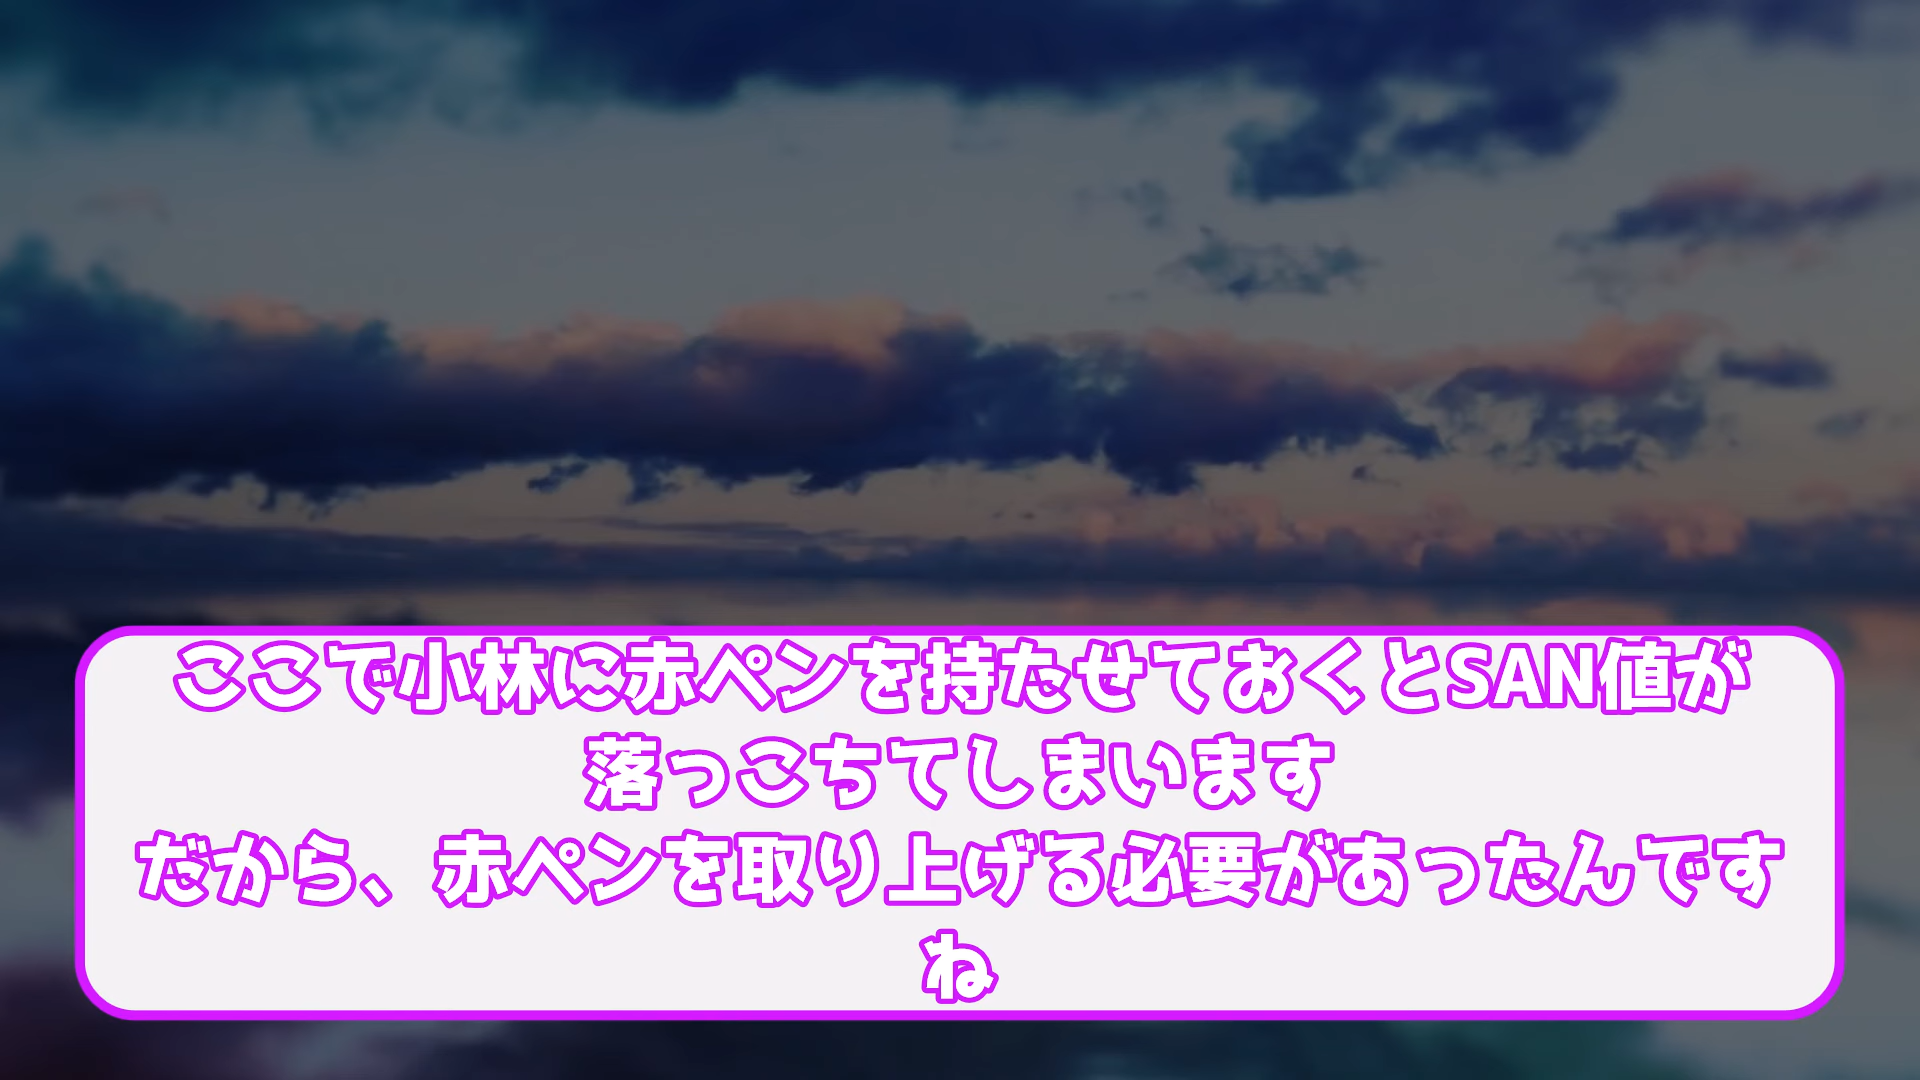 ここで小林に赤ペンを持たせておくとSAN値が
落っこちてしまいます
だから、赤ペンを取り上げる必要があったんです
ね